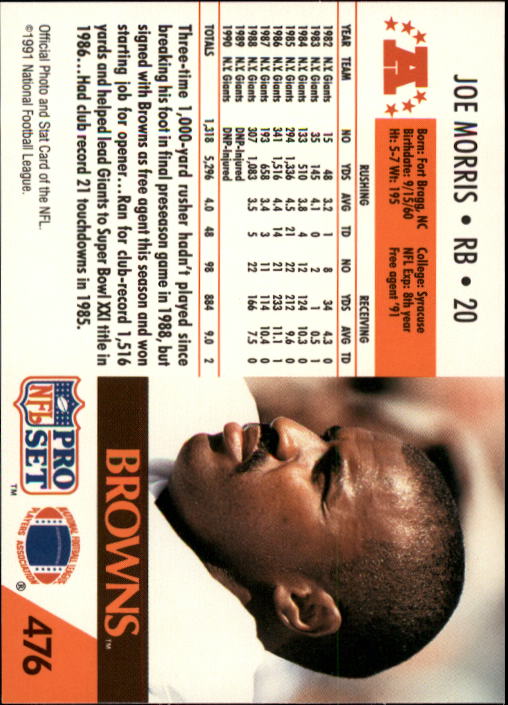 JOE MORRIS • RB • 20
A
Born: Fort Bragg, NC College: Syracuse
Birthdate: 9/15/60 NFL Exp: 8th year
Ht: 5-7 Wt: 195 Free agent '91
RUSHING RECEIVING
YEAR TEAM NO YDS AVG TD NO YDS AVG TD
1982 N.Y. Giants 15 48 3.2 1 8 34 4.3 0
1983 N.Y. Giants 35 145 4.1 0 2 1 0.5 1
1984 N.Y. Giants 133 510 3.8 4 12 124 10.3 0
1985 N.Y. Giants 294 1,336 4.5 21 22 212 9.6 0
1986 N.Y. Giants 341 1,516 4.4 14 21 233 11.1 1
1987 N.Y. Giants 193 658 3.4 3 11 114 10.4 0
1988 N.Y. Giants 307 1,083 3.5 5 22 166 7.5 0
1989 N.Y. Giants DNP-Injured
1990 N.Y. Giants DNP-Injured
TOTALS 1,318 5,296 4.0 48 98 884 9.0 2
Three-time 1,000-yard rusher hadn't played since
breaking his foot in final preseason game in 1988, but
signed with Browns as free agent this season and won
starting job for opener...Ran for club-record 1,516
yards and helped lead Giants to Super Bowl XXI title in
1986...Had club record 21 touchdowns in 1985.
Official Photo and Stat Card of the NFL.
©1991 National Football League.
BROWNS™
PRO
NFL
SET
™
NATIONAL FOOTBALL LEAGUE
PLAYERS ASSOCIATION
®
476